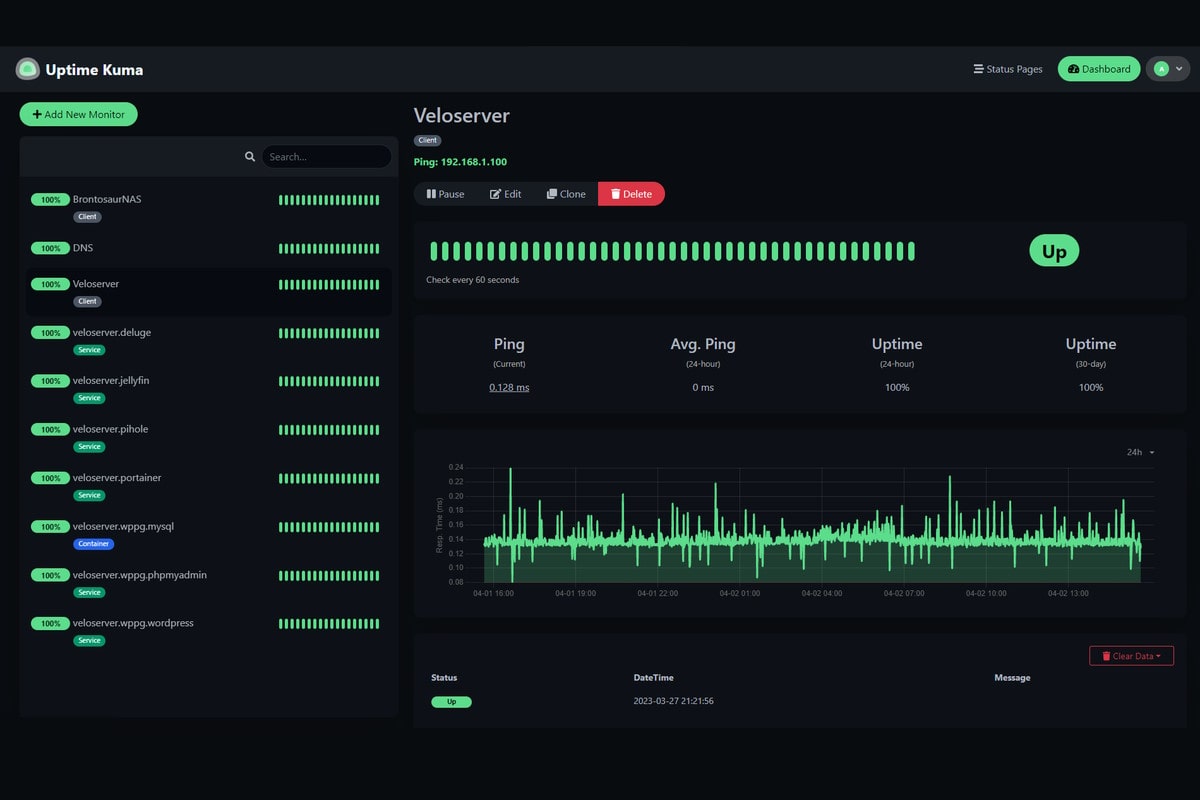 Uptime Kuma
Status Pages
Dashboard
A
Add New Monitor
Search...
100% BrontosaurNAS
Client
100% DNS
100% Veloserver
Client
100% veloserver.deluge
Service
100% veloserver.jellyfin
Service
100% veloserver.pihole
Service
100% veloserver.portainer
Service
100% veloserver.wppg.mysql
Container
100% veloserver.wppg.phpmyadmin
Service
100% veloserver.wppg.wordpress
Service
Veloserver
Client
Ping: 192.168.1.100
Pause Edit Clone Delete
Up
Check every 60 seconds
Ping Avg. Ping Uptime Uptime
(Current) (24-hour) (24-hour) (30-day)
0.128 ms 0 ms 100% 100%
24h
Resp. Time (ms)
0.24
0.22
0.20
0.18
0.16
0.14
0.12
0.10
0.08
04-01 16:00 04-01 19:00 04-01 22:00 04-02 01:00 04-02 04:00 04-02 07:00 04-02 10:00 04-02 13:00
Clear Data
Status DateTime Message
Up 2023-03-27 21:21:56